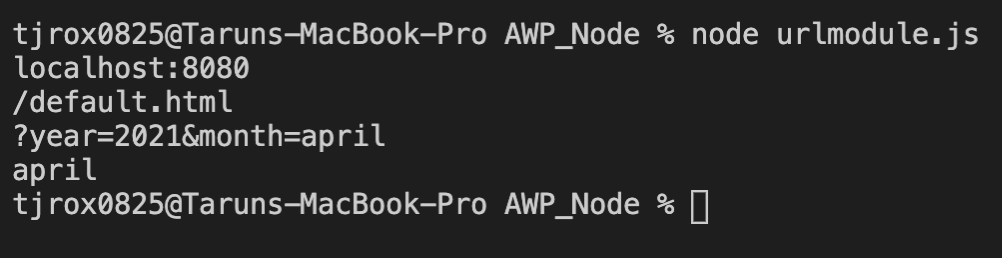 tjrox0825@Taruns-MacBook-Pro AWP_Node % node urlmodule.js
localhost:8080
/default.html
?year=2021&month=april
april
tjrox0825@Taruns-MacBook-Pro AWP_Node %